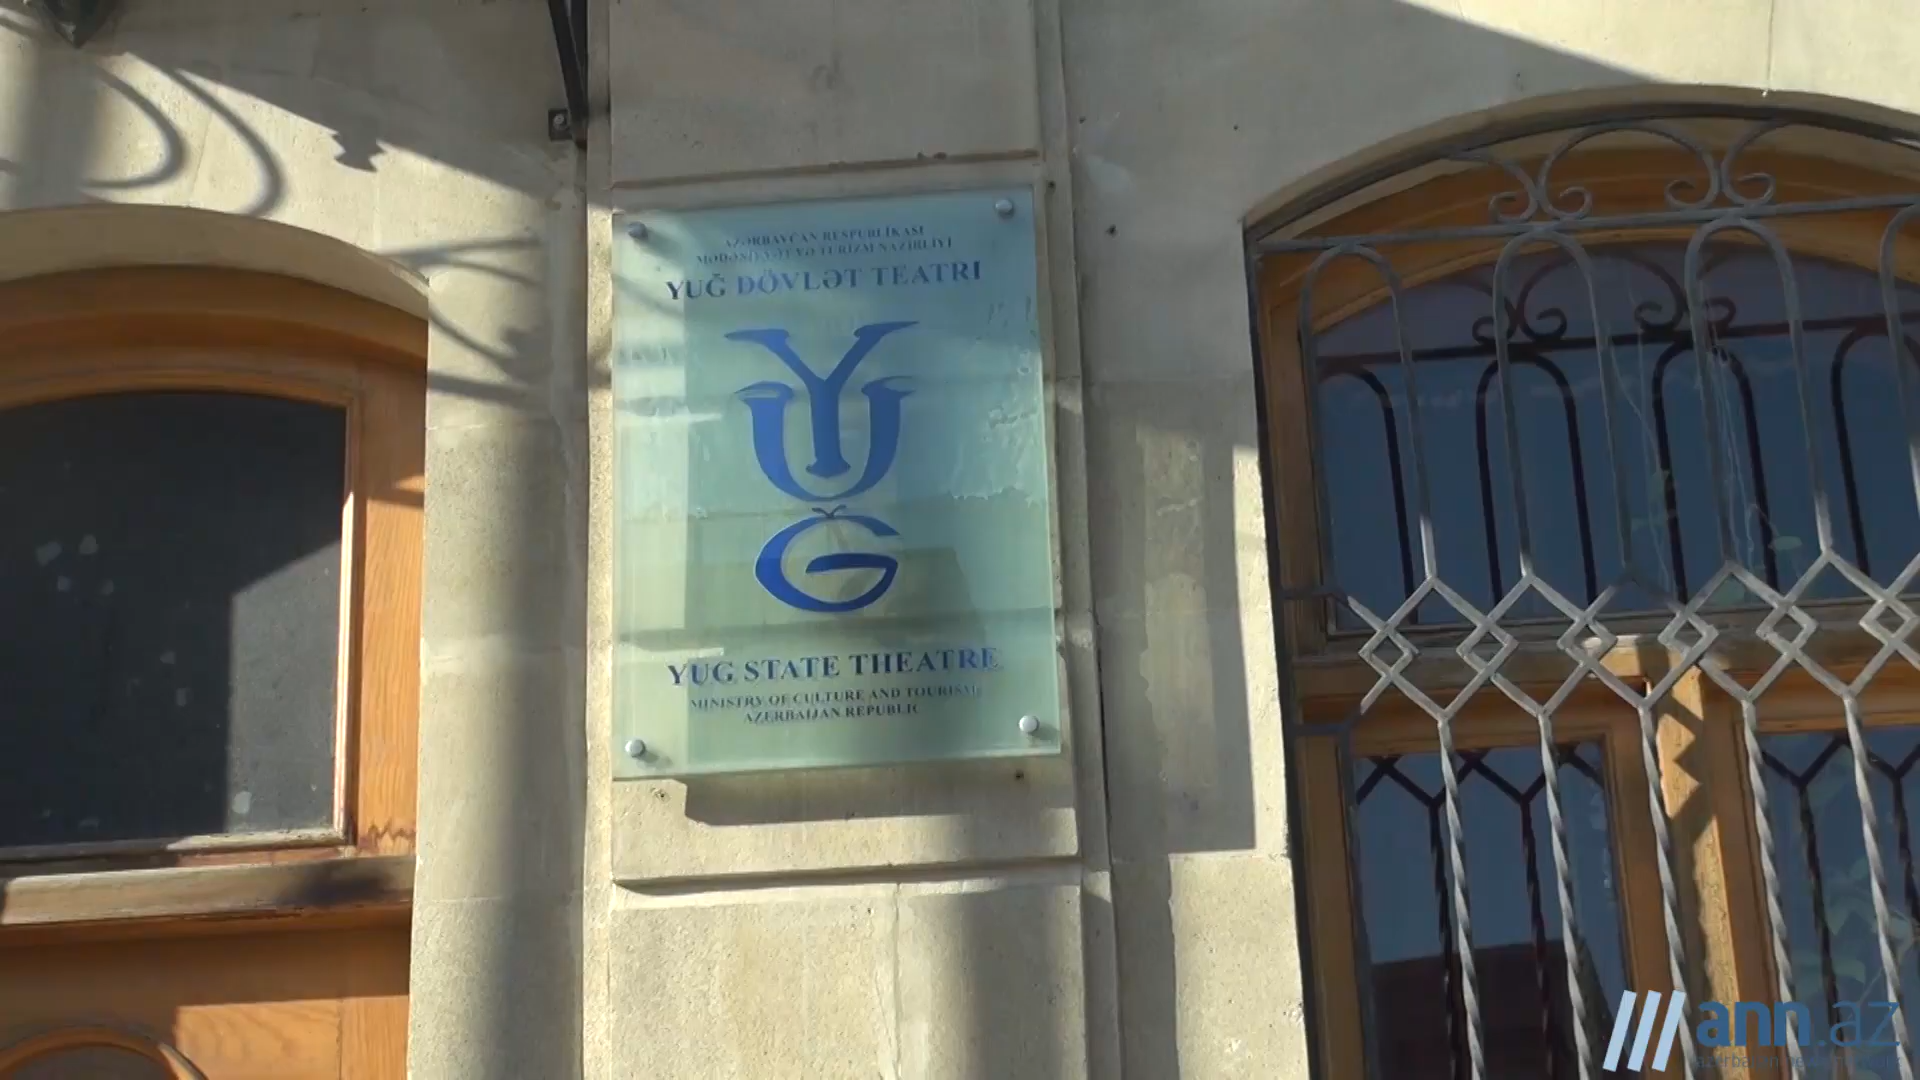 AZƏRBAYCAN RESPUBLİKASI
MƏDƏNİYYƏT VƏ TURİZM NAZİRLİYİ
YUĞ DÖVLƏT TEATRI
YUĞ
YUG STATE THEATRE
MINISTRY OF CULTURE AND TOURISM
AZERBAIJAN REPUBLIC
ann.az